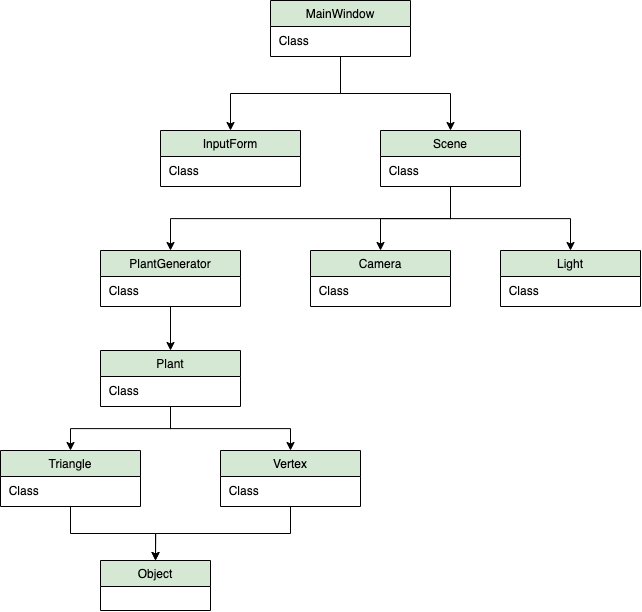 MainWindow
Class
InputForm
Class
Scene
Class
PlantGenerator
Class
Camera
Class
Light
Class
Plant
Class
Triangle
Class
Vertex
Class
Object